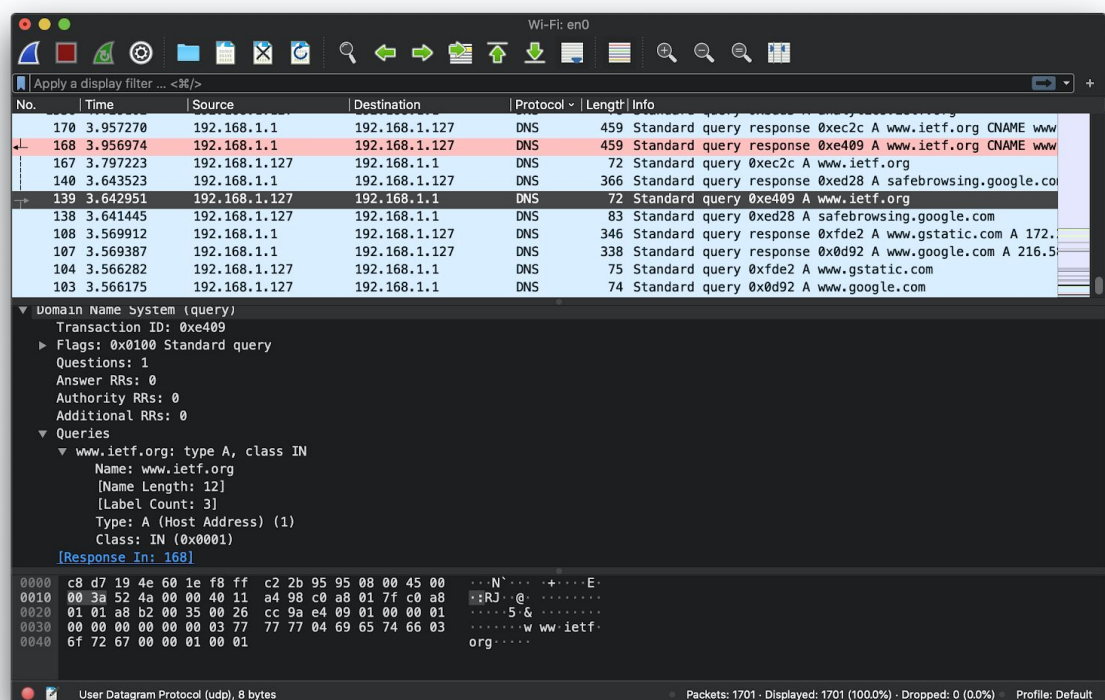 Wi-Fi: en0
Apply a display filter ... <⌘/>
No. Time Source Destination Protocol Length Info
170 3.957270 192.168.1.1 192.168.1.127 DNS 459 Standard query response 0xec2c A www.ietf.org CNAME www
168 3.956974 192.168.1.1 192.168.1.127 DNS 459 Standard query response 0xe409 A www.ietf.org CNAME www
167 3.797223 192.168.1.127 192.168.1.1 DNS 72 Standard query 0xec2c A www.ietf.org
140 3.643523 192.168.1.1 192.168.1.127 DNS 366 Standard query response 0xed28 A safebrowsing.google.co
139 3.642951 192.168.1.127 192.168.1.1 DNS 72 Standard query 0xe409 A www.ietf.org
138 3.641445 192.168.1.127 192.168.1.1 DNS 83 Standard query 0xed28 A safebrowsing.google.com
108 3.569912 192.168.1.1 192.168.1.127 DNS 346 Standard query response 0xfde2 A www.gstatic.com A 172.
107 3.569387 192.168.1.1 192.168.1.127 DNS 338 Standard query response 0x0d92 A www.google.com A 216.5
104 3.566282 192.168.1.127 192.168.1.1 DNS 75 Standard query 0xfde2 A www.gstatic.com
103 3.566175 192.168.1.127 192.168.1.1 DNS 74 Standard query 0x0d92 A www.google.com
Domain Name System (query)
Transaction ID: 0xe409
Flags: 0x0100 Standard query
Questions: 1
Answer RRs: 0
Authority RRs: 0
Additional RRs: 0
Queries
www.ietf.org: type A, class IN
Name: www.ietf.org
[Name Length: 12]
[Label Count: 3]
Type: A (Host Address) (1)
Class: IN (0x0001)
[Response In: 168]
0000 c8 d7 19 4e 60 1e f8 ff c2 2b 95 95 08 00 45 00 ···N`··· ·+····E·
0010 00 3a 52 4a 00 00 40 11 a4 98 c0 a8 01 7f c0 a8 ·:RJ··@· ········
0020 01 01 a8 b2 00 35 00 26 cc 9a e4 09 01 00 00 01 ·····5·& ········
0030 00 00 00 00 00 00 03 77 77 77 04 69 65 74 66 03 ·······w ww·ietf·
0040 6f 72 67 00 00 01 00 01 org·····
User Datagram Protocol (udp), 8 bytes Packets: 1701 · Displayed: 1701 (100.0%) · Dropped: 0 (0.0%) Profile: Default